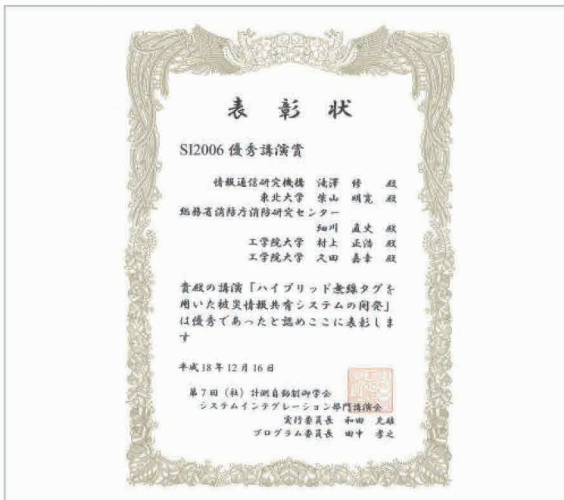 表彰状
SI2006 優秀講演賞
情報通信研究機構 滝澤 修 殿
東北大学 柴山 明寛 殿
総務省消防庁消防研究センター
細川 直史 殿
工学院大学 村上 正浩 殿
工学院大学 久田 嘉章 殿
貴殿の講演「ハイブリッド無線タグを
用いた被災情報共有システムの開発」
は優秀であったと認めここに表彰しま
す
平成18年12月16日
第7回（社）計測自動制御学会
システムインテグレーション部門講演会
実行委員長 和田 充雄
プログラム委員長 田中 孝之